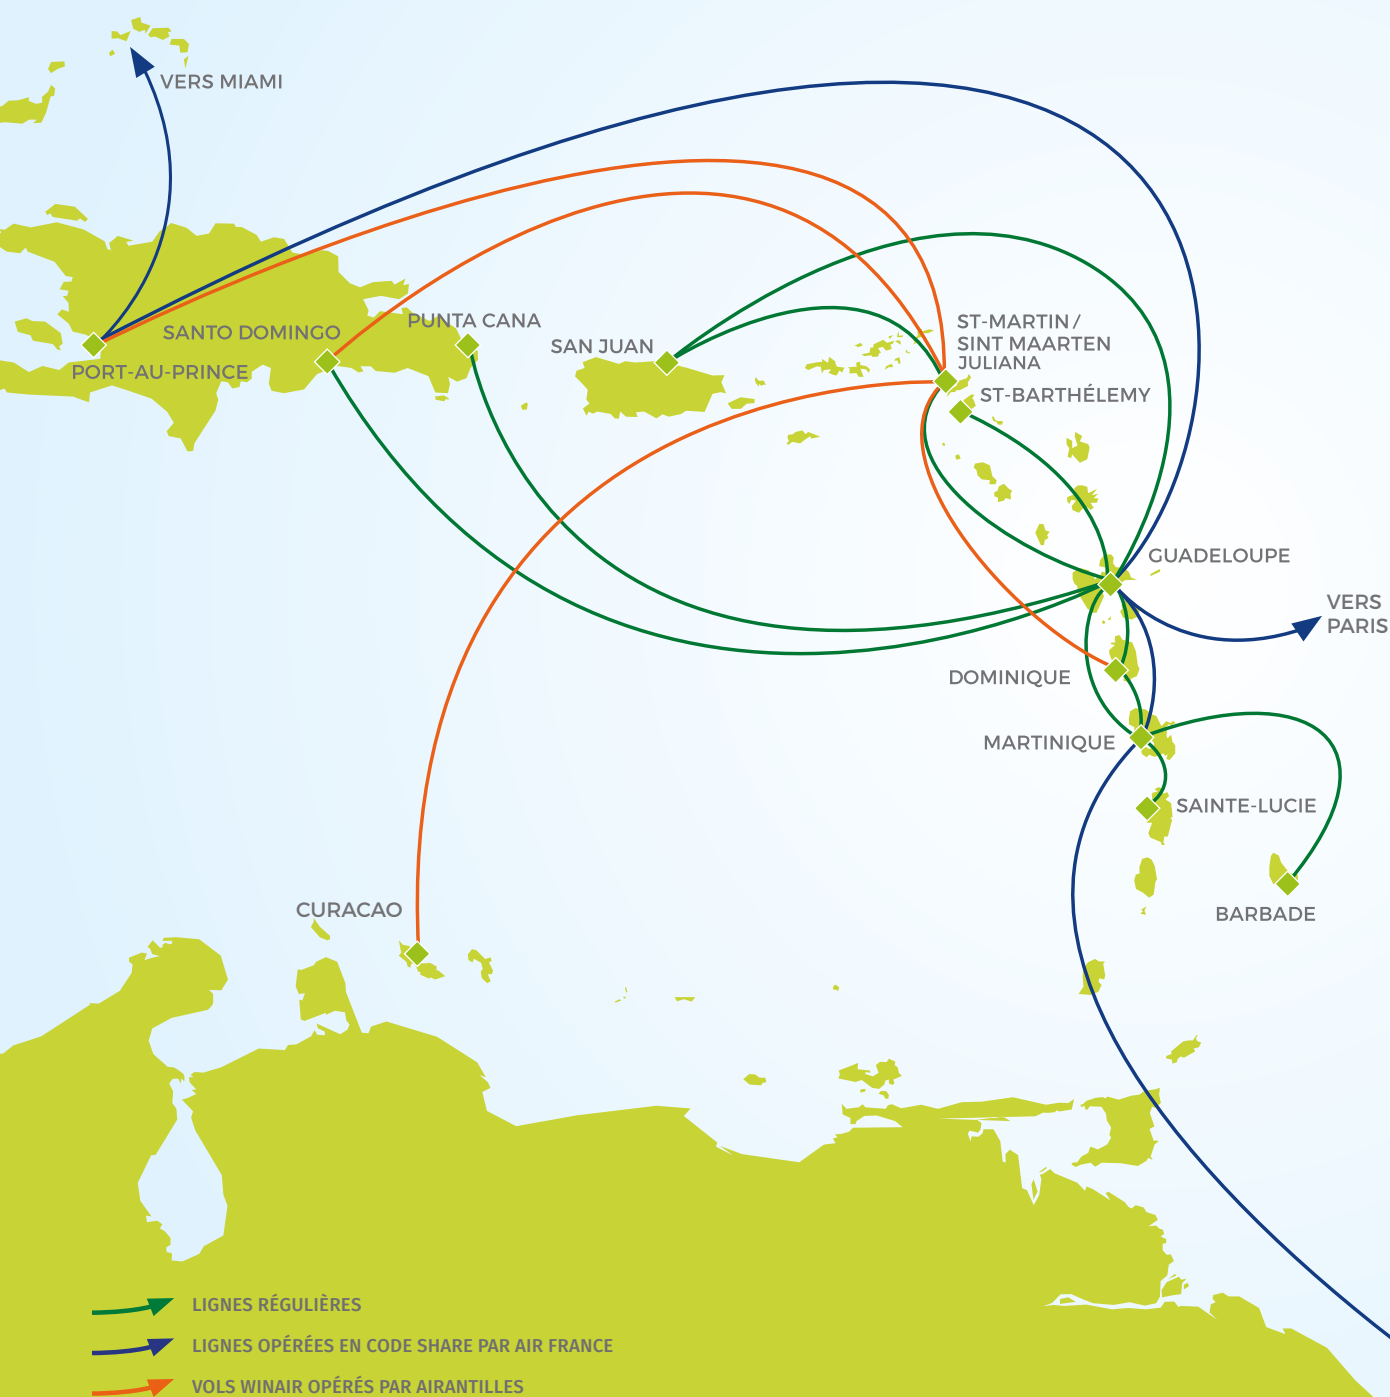 VERS MIAMI
SANTO DOMINGO
PUNTA CANA
PORT-AU-PRINCE
SAN JUAN
ST-MARTIN /
SINT MAARTEN
JULIANA
ST-BARTHÉLEMY
GUADELOUPE
VERS
PARIS
DOMINIQUE
MARTINIQUE
SAINTE-LUCIE
CURACAO
BARBADE
LIGNES RÉGULIÈRES
LIGNES OPÉRÉES EN CODE SHARE PAR AIR FRANCE
VOLS WINAIR OPÉRÉS PAR AIRANTILLES